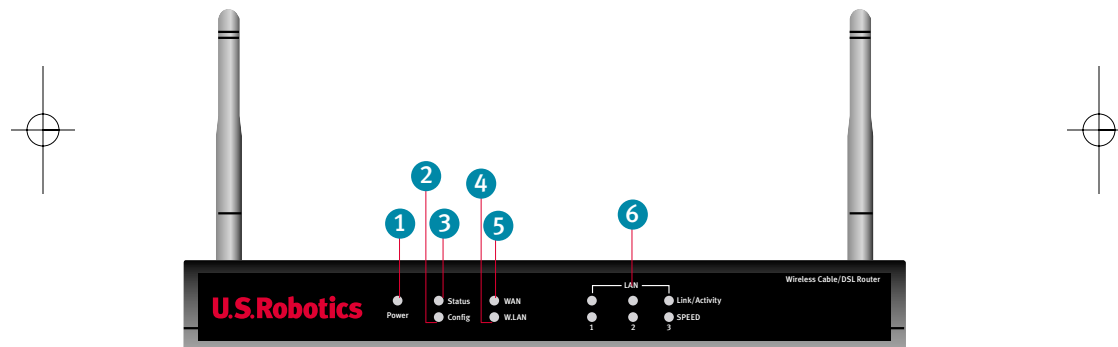 2
4
1
3
5
6
Wireless Cable/DSL Router
LAN
U.S.Robotics
Power
Status
WAN
Link/Activity
Config
W.LAN
SPEED
1
2
3